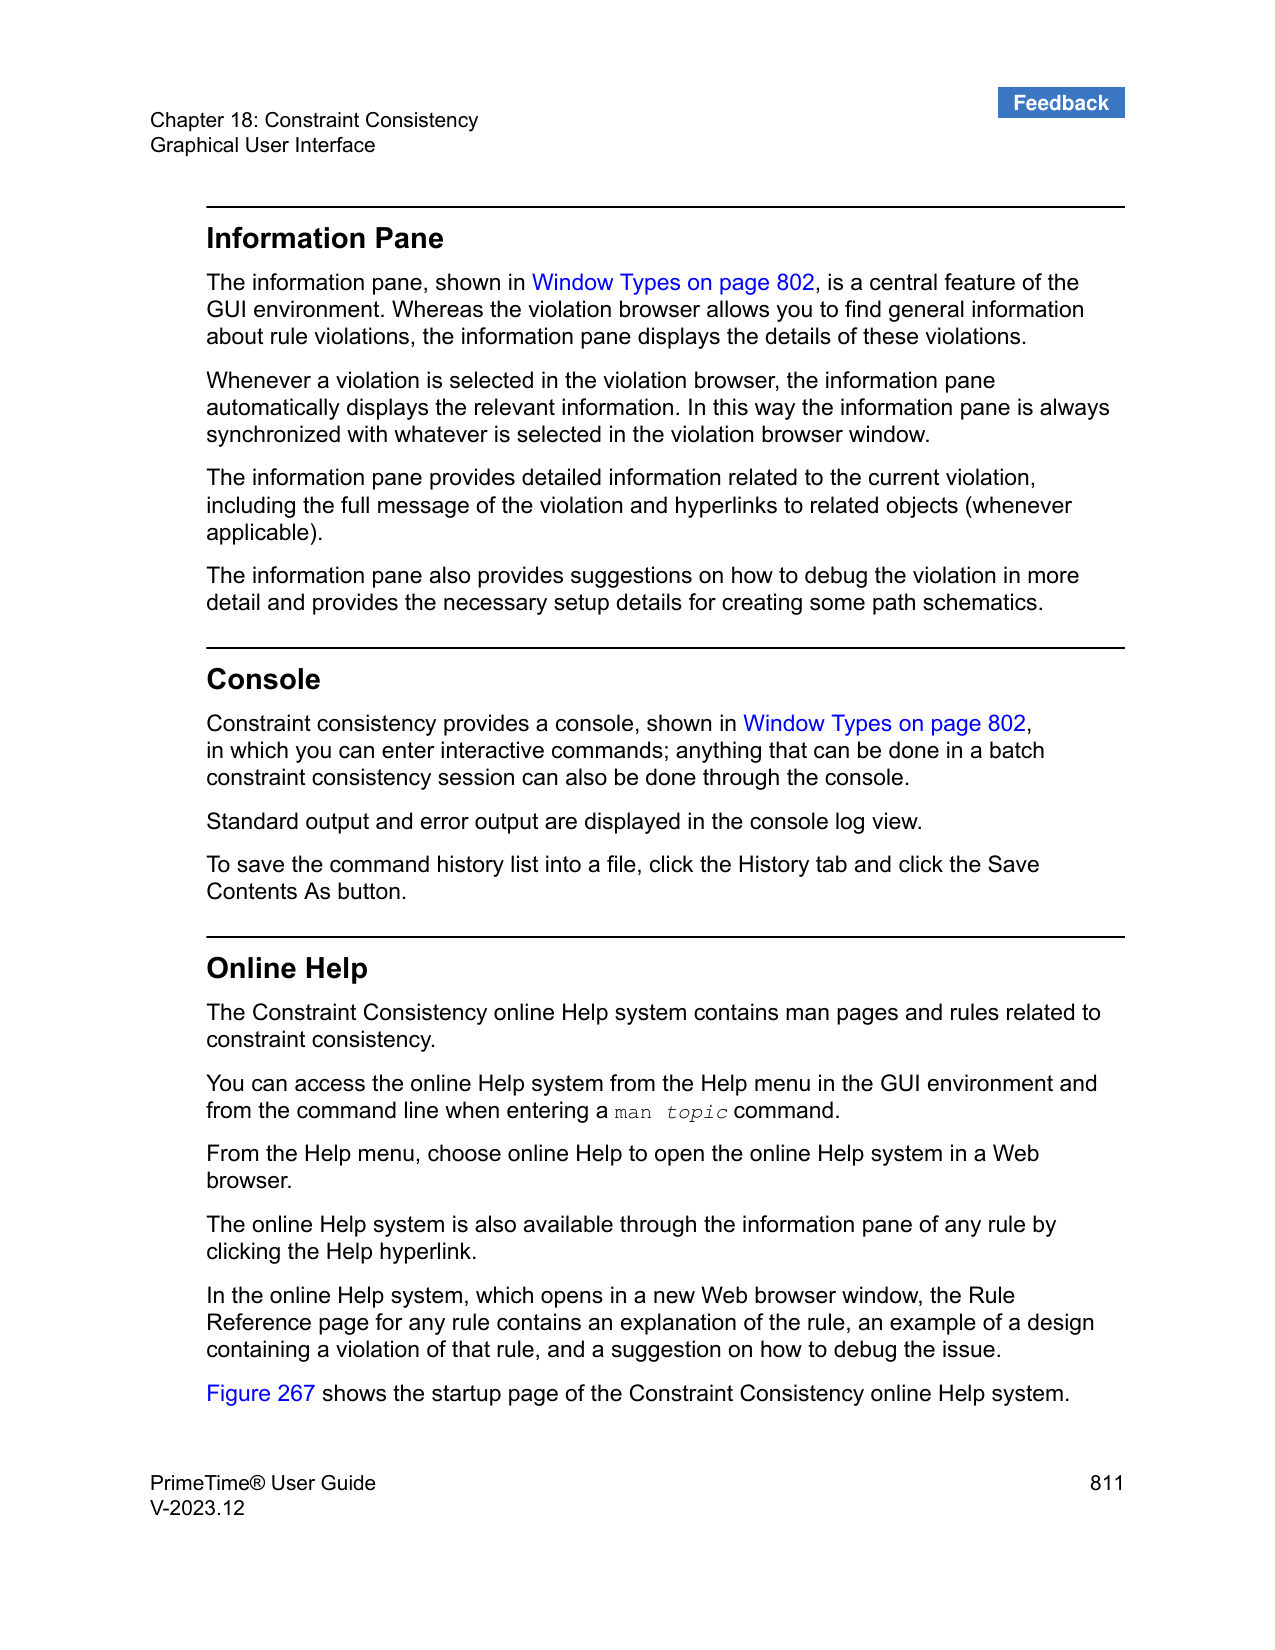 Feedback
Chapter 18: Constraint Consistency
Graphical User Interface
Information Pane
The information pane, shown in Window Types on page 802, is a central feature of the
GUI environment. Whereas the violation browser allows you to find general information
about rule violations, the information pane displays the details of these violations.
Whenever a violation is selected in the violation browser, the information pane
automatically displays the relevant information. In this way the information pane is always
synchronized with whatever is selected in the violation browser window.
The information pane provides detailed information related to the current violation,
including the full message of the violation and hyperlinks to related objects (whenever
applicable).
The information pane also provides suggestions on how to debug the violation in more
detail and provides the necessary setup details for creating some path schematics.
Console
Constraint consistency provides a console, shown in Window Types on page 802,
in which you can enter interactive commands; anything that can be done in a batch
constraint consistency session can also be done through the console.
Standard output and error output are displayed in the console log view.
To save the command history list into a file, click the History tab and click the Save
Contents As button.
Online Help
The Constraint Consistency online Help system contains man pages and rules related to
constraint consistency.
You can access the online Help system from the Help menu in the GUI environment and
from the command line when entering a man topic command.
From the Help menu, choose online Help to open the online Help system in a Web
browser.
The online Help system is also available through the information pane of any rule by
clicking the Help hyperlink.
In the online Help system, which opens in a new Web browser window, the Rule
Reference page for any rule contains an explanation of the rule, an example of a design
containing a violation of that rule, and a suggestion on how to debug the issue.
Figure 267 shows the startup page of the Constraint Consistency online Help system.
PrimeTime® User Guide 811
V-2023.12